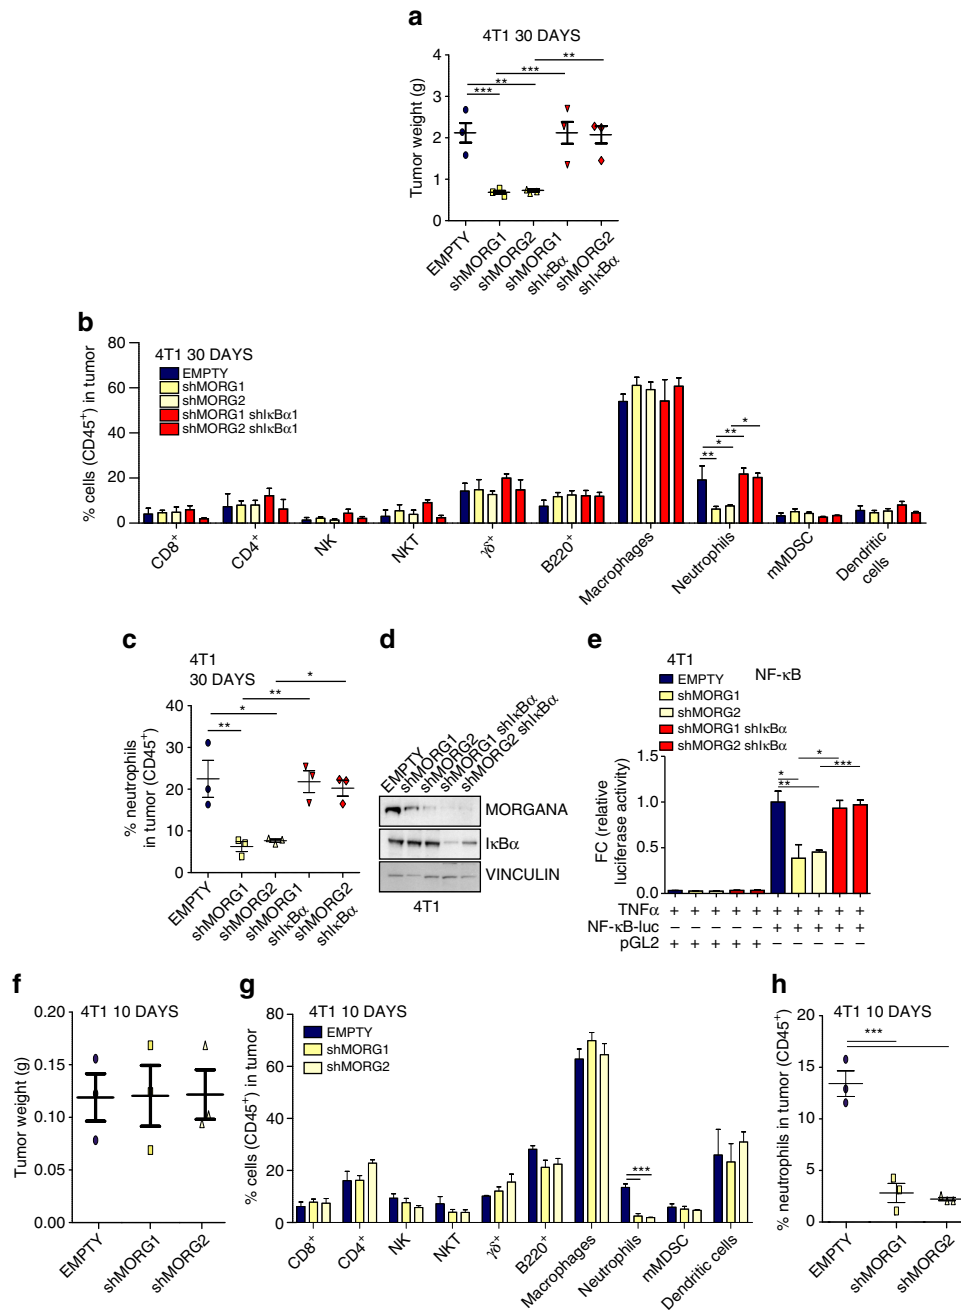 a
4T1 30 DAYS
Tumor weight (g)
4
3
2
1
0
**
***
**
***
EMPTY
shMORG1
shMORG2
shMORG1 shIκBα
shMORG2 shIκBα
b
4T1 30 DAYS
EMPTY
shMORG1
shMORG2
shMORG1 shIκBα1
shMORG2 shIκBα1
% cells (CD45+) in tumor
80
60
40
20
0
*
**
*
**
CD8+
CD4+
NK
NKT
γδ+
B220+
Macrophages
Neutrophils
mMDSC
Dendritic cells
c
4T1
30 DAYS
% neutrophils in tumor (CD45+)
40
30
20
10
0
*
**
*
**
EMPTY
shMORG1
shMORG2
shMORG1 shIκBα
shMORG2 shIκBα
d
EMPTY
shMORG1
shMORG2
shMORG1 shIκBα
shMORG2 shIκBα
MORGANA
IκBα
VINCULIN
4T1
e
4T1
NF-κB
EMPTY
shMORG1
shMORG2
shMORG1 shIκBα
shMORG2 shIκBα
FC (relative luciferase activity)
1.5
1.0
0.5
0.0
*
***
*
**
TNFα + + + + + + + + + +
NF-κB-luc – – – – – + + + + +
pGL2 + + + + + – – – – –
f
4T1 10 DAYS
Tumor weight (g)
0.20
0.15
0.10
0.05
0.00
EMPTY
shMORG1
shMORG2
g
4T1 10 DAYS
EMPTY
shMORG1
shMORG2
% cells (CD45+) in tumor
80
60
40
20
0
***
CD8+
CD4+
NK
NKT
γδ+
B220+
Macrophages
Neutrophils
mMDSC
Dendritic cells
h
4T1 10 DAYS
% neutrophils in tumor (CD45+)
20
15
10
5
0
***
EMPTY
shMORG1
shMORG2